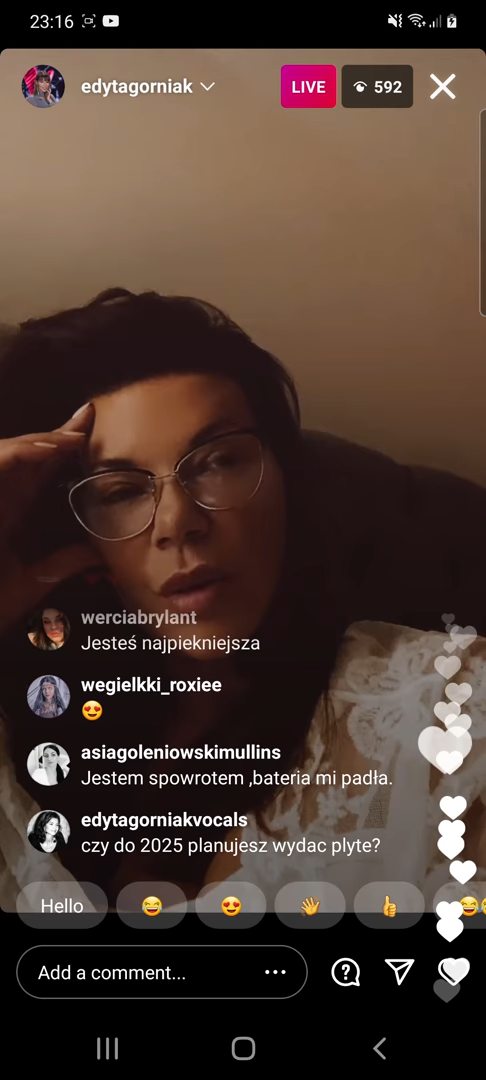 23:16
edytagorniak
LIVE
592
werciabrylant
Jesteś najpiekniejsza
wegielkki_roxiee
😍
asiagoleniowskimullins
Jestem spowrotem ,bateria mi padła.
edytagorniakvocals
czy do 2025 planujesz wydac plyte?
Hello 😂 😍 👋 👍 😂
Add a comment...